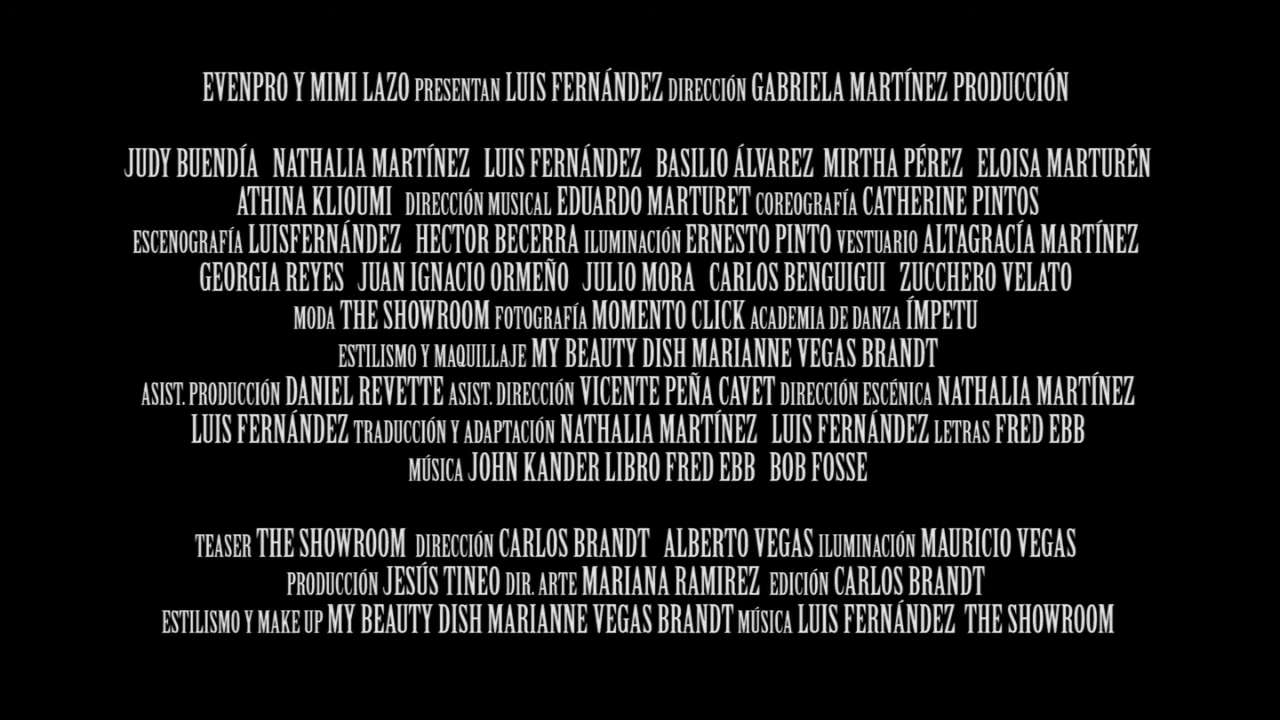 EVENPRO Y MIMI LAZO PRESENTAN LUIS FERNÁNDEZ DIRECCIÓN GABRIELA MARTÍNEZ PRODUCCIÓN
JUDY BUENDÍA NATHALIA MARTÍNEZ LUIS FERNÁNDEZ BASILIO ÁLVAREZ MIRTHA PÉREZ ELOISA MARTURÉN
ATHINA KLIOUMI DIRECCIÓN MUSICAL EDUARDO MARTURET COREOGRAFÍA CATHERINE PINTOS
ESCENOGRAFÍA LUISFERNÁNDEZ HECTOR BECERRA ILUMINACIÓN ERNESTO PINTO VESTUARIO ALTAGRACÍA MARTÍNEZ
GEORGIA REYES JUAN IGNACIO ORMEÑO JULIO MORA CARLOS BENGUIGUI ZUCCHERO VELATO
MODA THE SHOWROOM FOTOGRAFÍA MOMENTO CLICK ACADEMIA DE DANZA ÍMPETU
ESTILISMO Y MAQUILLAJE MY BEAUTY DISH MARIANNE VEGAS BRANDT
ASIST. PRODUCCIÓN DANIEL REVETTE ASIST. DIRECCIÓN VICENTE PEÑA CAVET DIRECCIÓN ESCÉNICA NATHALIA MARTÍNEZ
LUIS FERNÁNDEZ TRADUCCIÓN Y ADAPTACIÓN NATHALIA MARTÍNEZ LUIS FERNÁNDEZ LETRAS FRED EBB
MÚSICA JOHN KANDER LIBRO FRED EBB BOB FOSSE
TEASER THE SHOWROOM DIRECCIÓN CARLOS BRANDT ALBERTO VEGAS ILUMINACIÓN MAURICIO VEGAS
PRODUCCIÓN JESÚS TINEO DIR. ARTE MARIANA RAMIREZ EDICIÓN CARLOS BRANDT
ESTILISMO Y MAKE UP MY BEAUTY DISH MARIANNE VEGAS BRANDT MÚSICA LUIS FERNÁNDEZ THE SHOWROOM